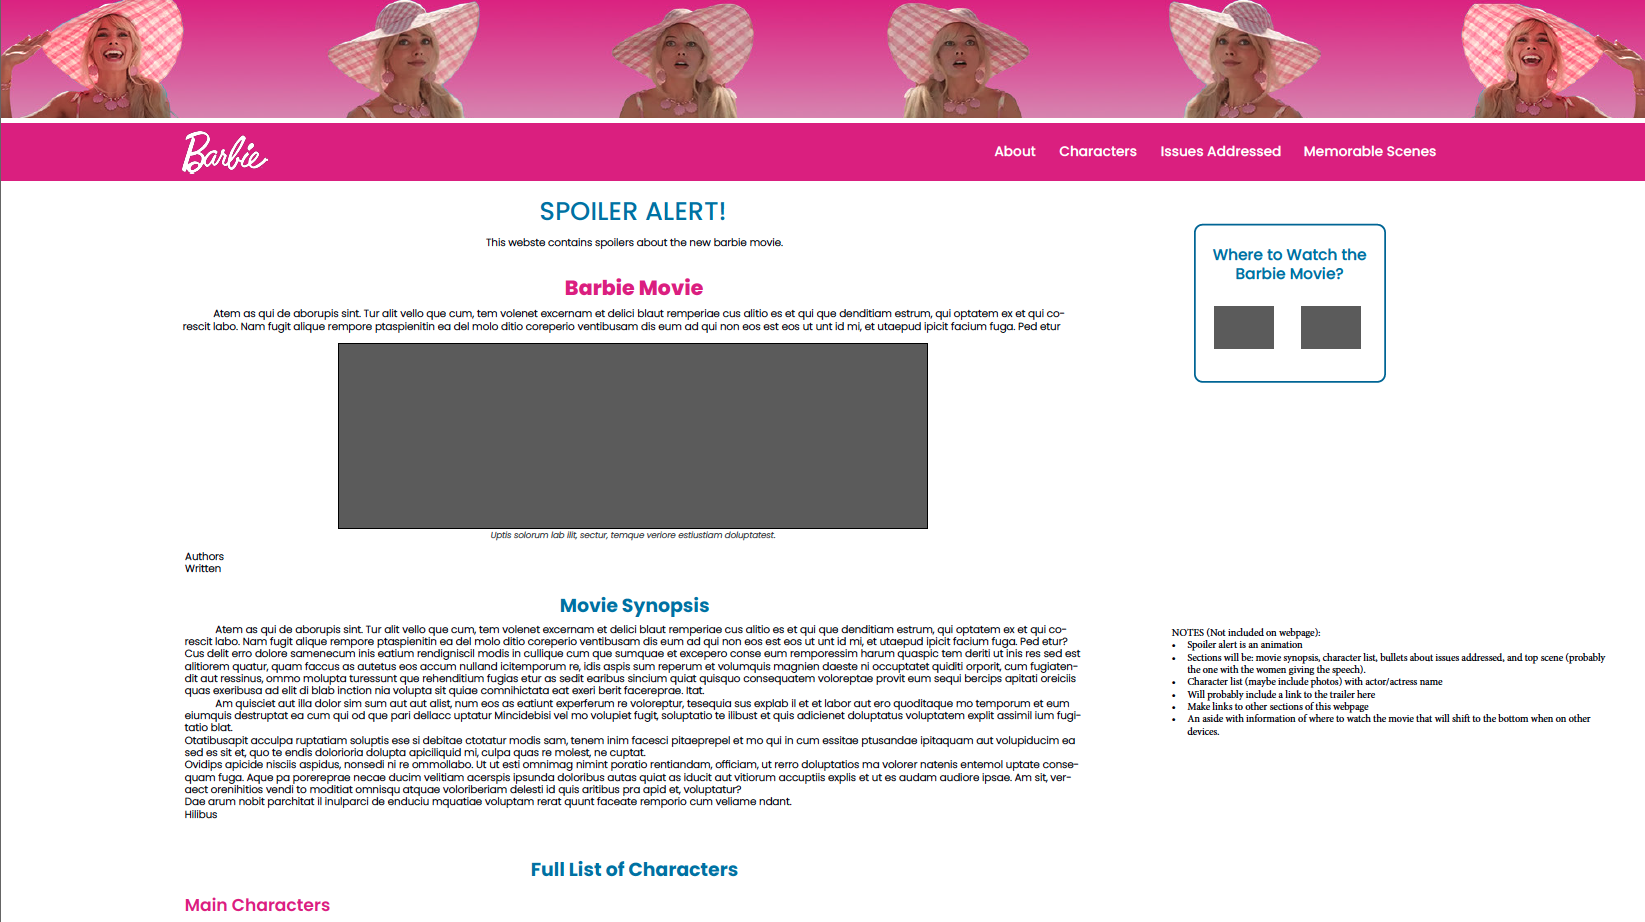 Barbie
About Characters Issues Addressed Memorable Scenes
SPOILER ALERT!
This webste contains spoilers about the new barbie movie.
Barbie Movie
Atem as qui de aborupis sint. Tur alit vello que cum, tem volenet excernam et delici blaut remperiae cus alitio es et qui que denditiam estrum, qui optatem ex et qui co-
rescit labo. Nam fugit alique rempore ptaspienitin ea del molo ditio coreperio ventibusam dis eum ad qui non eos est eos ut unt id mi, et utaepud ipicit facium fuga. Ped etur
Uptis solorum lab ilit, sectur, temque veriore estiustiam doluptatest.
Authors
Written
Movie Synopsis
Atem as qui de aborupis sint. Tur alit vello que cum, tem volenet excernam et delici blaut remperiae cus alitio es et qui que denditiam estrum, qui optatem ex et qui co-
rescit labo. Nam fugit alique rempore ptaspienitin ea del molo ditio coreperio ventibusam dis eum ad qui non eos est eos ut unt id mi, et utaepud ipicit facium fuga. Ped etur?
Cus delit erro dolore samenecum inis eatium rendigniscil modis in cullique cum que sumquae et excepero conse eum remporessim harum quaspic tem deriti ut inis res sed est
alitiorem quatur, quam faccus as autetus eos accum nulland icitemporum re, idis aspis sum reperum et volumquis magnien daeste ni occuptatet quiditi orporit, cum fugiaten-
dit aut ressinus, ommo molupta turessunt que rehenditium fugias etur as sedit earibus sincium quiat quisquo consequatem voloreptae provit eum sequi bercips apitati oreiciis
quas exeribusa ad elit di blab inction nia volupta sit quiae comnihictata eat exeri berit facereprae. Itat.
Am quisciet aut illa dolor sim sum aut aut alist, num eos as eatiunt experferum re voloreptur, tesequia sus explab il et et labor aut ero quoditaque mo temporum et eum
eiumquis destruptat ea cum qui od que pari dellacc uptatur Mincidebisi vel mo volupiet fugit, soluptatio te ilibust et quis adicienet doluptatus voluptatem explit assimil ium fugi-
tatio blat.
Otatibusapit acculpa ruptatiam soluptis ese si debitae ctotatur modis sam, tenem inim facesci pitaeprepel et mo qui in cum essitae ptusandae ipitaquam aut volupiducim ea
sed es sit et, quo te endis dolorioria dolupta apiciliquid mi, culpa quas re molest, ne cuptat.
Ovidips apicide nisciis aspidus, nonsedi ni re ommollabo. Ut ut esti omnimag nimint poratio rentiandam, officiam, ut rerro doluptatios ma volorer natenis entemol uptate conse-
quam fuga. Aque pa porereprae necae ducim velitiam acerspis ipsunda doloribus autas quiat as iducit aut vitiorum accuptiis explis et ut es audam audiore ipsae. Am sit, ver-
aect orenihitios vendi to moditiat omnisqu atquae voloriberiam delesti id quis aritibus pra apid et, voluptatur?
Dae arum nobit parchitat il inulparci de enduciu mquatiae voluptam rerat quunt faceate remporio cum veliame ndant.
Hilibus
Full List of Characters
Main Characters
Where to Watch the
Barbie Movie?
NOTES (Not included on webpage):
• Spoiler alert is an animation
• Sections will be: movie synopsis, character list, bullets about issues addressed, and top scene (probably
the one with the women giving the speech).
• Character list (maybe include photos) with actor/actress name
• Will probably include a link to the trailer here
• Make links to other sections of this webpage
• An aside with information of where to watch the movie that will shift to the bottom when on other
devices.